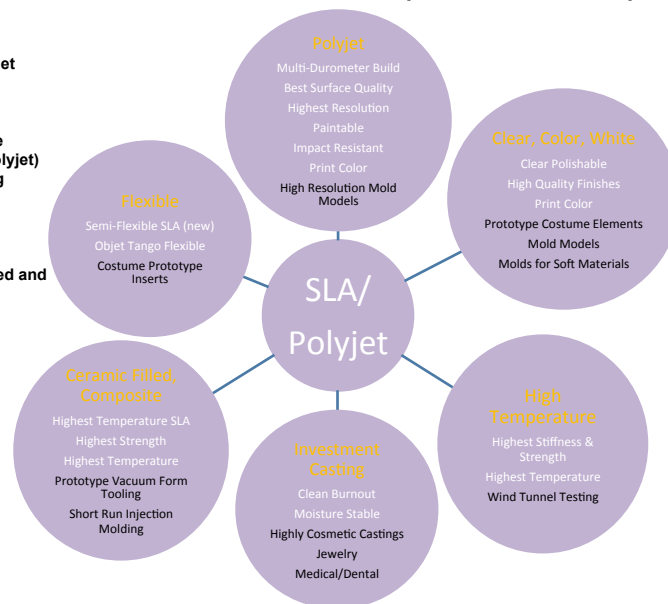 et
e
lyjet)
g
ed and
Polyjet
Multi-Durometer Build
Best Surface Quality
Highest Resolution
Paintable
Impact Resistant
Print Color
High Resolution Mold
Models
Clear, Color, White
Clear Polishable
High Quality Finishes
Print Color
Prototype Costume Elements
Mold Models
Molds for Soft Materials
Flexible
Semi-Flexible SLA (new)
Objet Tango Flexible
Costume Prototype
Inserts
SLA/
Polyjet
Ceramic Filled,
Composite
Highest Temperature SLA
Highest Strength
Highest Temperature
Prototype Vacuum Form
Tooling
Short Run Injection
Molding
Investment
Casting
Clean Burnout
Moisture Stable
Highly Cosmetic Castings
Jewelry
Medical/Dental
High
Temperature
Highest Stiffness &
Strength
Highest Temperature
Wind Tunnel Testing